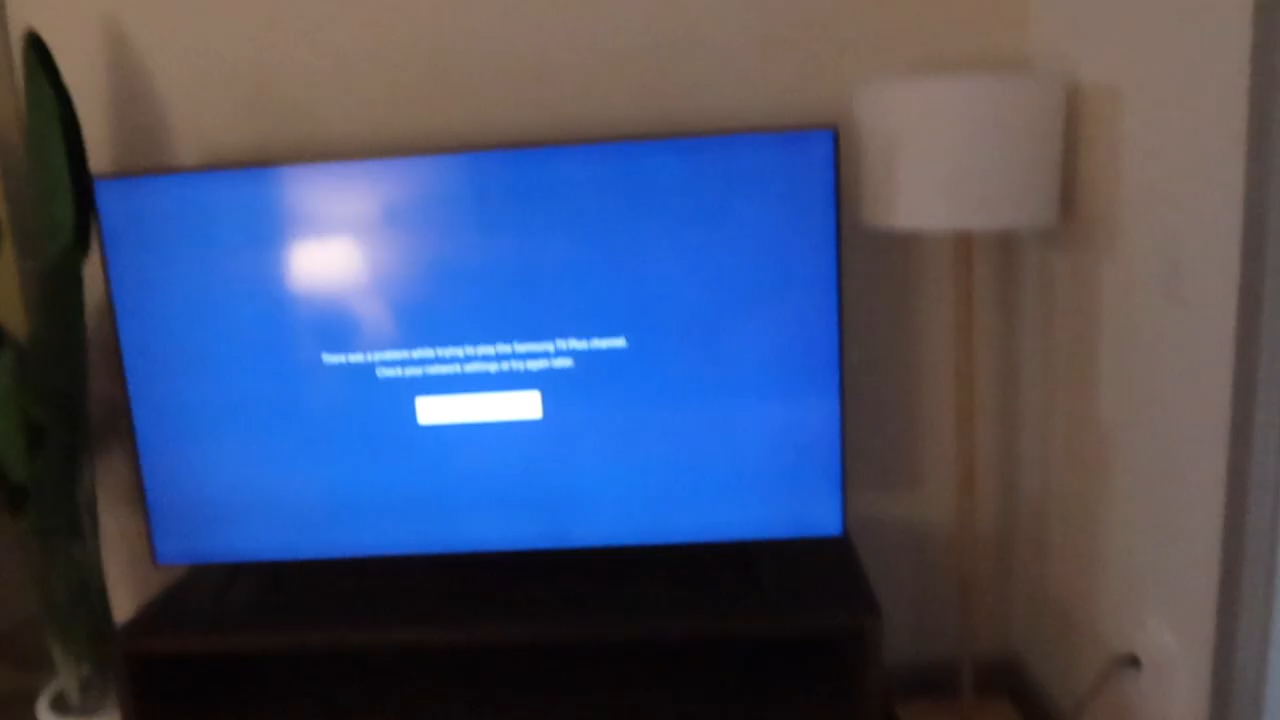 There was a problem while trying to play the Samsung TV Plus channel.
Check your network settings or try again later.